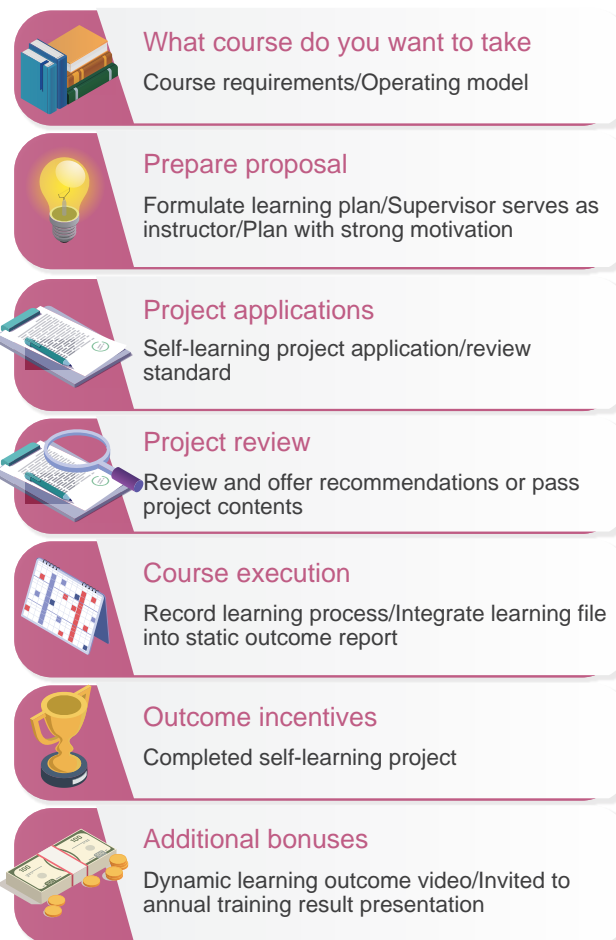 What course do you want to take
Course requirements/Operating model
Prepare proposal
Formulate learning plan/Supervisor serves as
instructor/Plan with strong motivation
Project applications
Self-learning project application/review
standard
Project review
Review and offer recommendations or pass
project contents
Course execution
Record learning process/Integrate learning file
into static outcome report
Outcome incentives
Completed self-learning project
Additional bonuses
Dynamic learning outcome video/Invited to
annual training result presentation